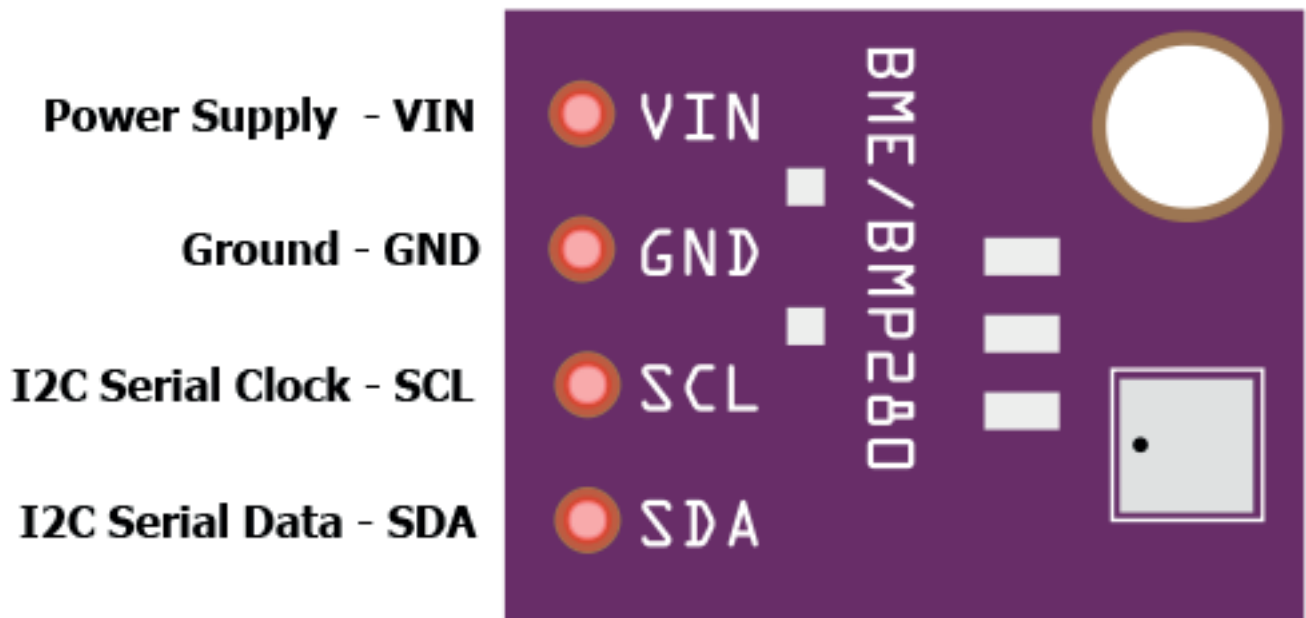 Power Supply - VIN
VIN
Ground - GND
GND
I2C Serial Clock - SCL
SCL
I2C Serial Data - SDA
SDA
BME/BMP280